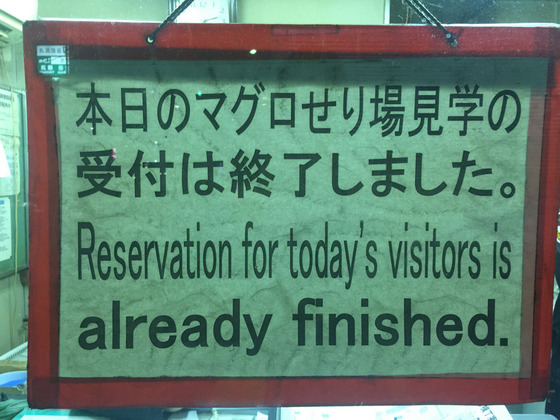 本日のマグロせり場見学の
受付は終了しました。
Reservation for today's visitors is
already finished.